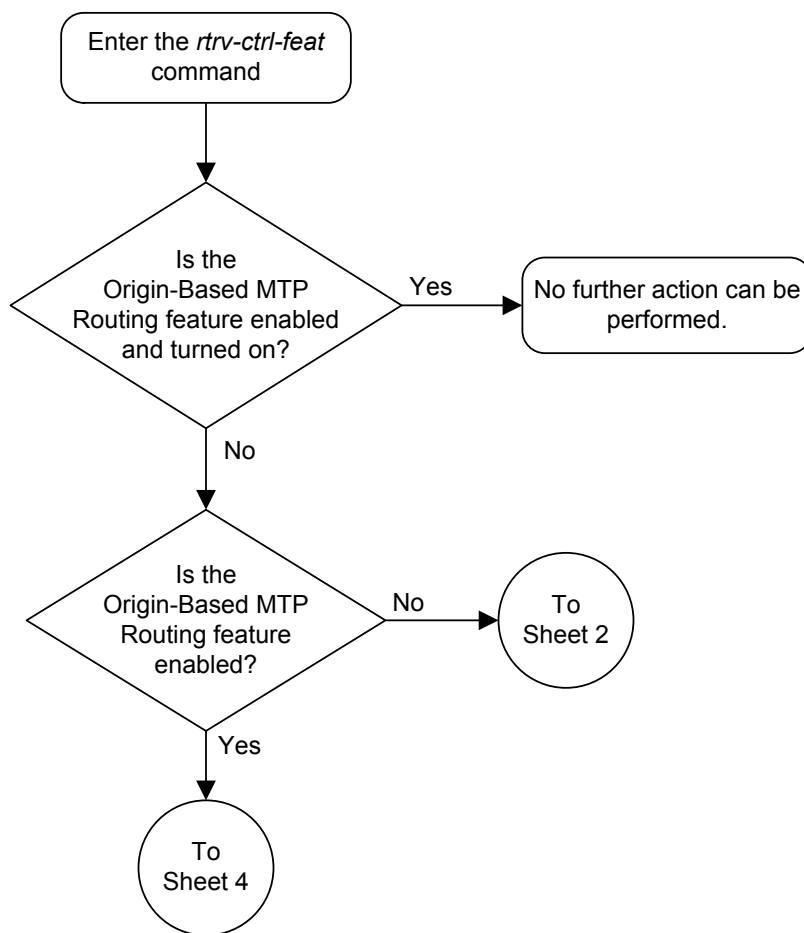 Enter the rtrv-ctrl-feat
command
Is the
Origin-Based MTP
Routing feature enabled
and turned on?
Yes
No further action can be
performed.
No
Is the
Origin-Based MTP
Routing feature
enabled?
No
To
Sheet 2
Yes
To
Sheet 4